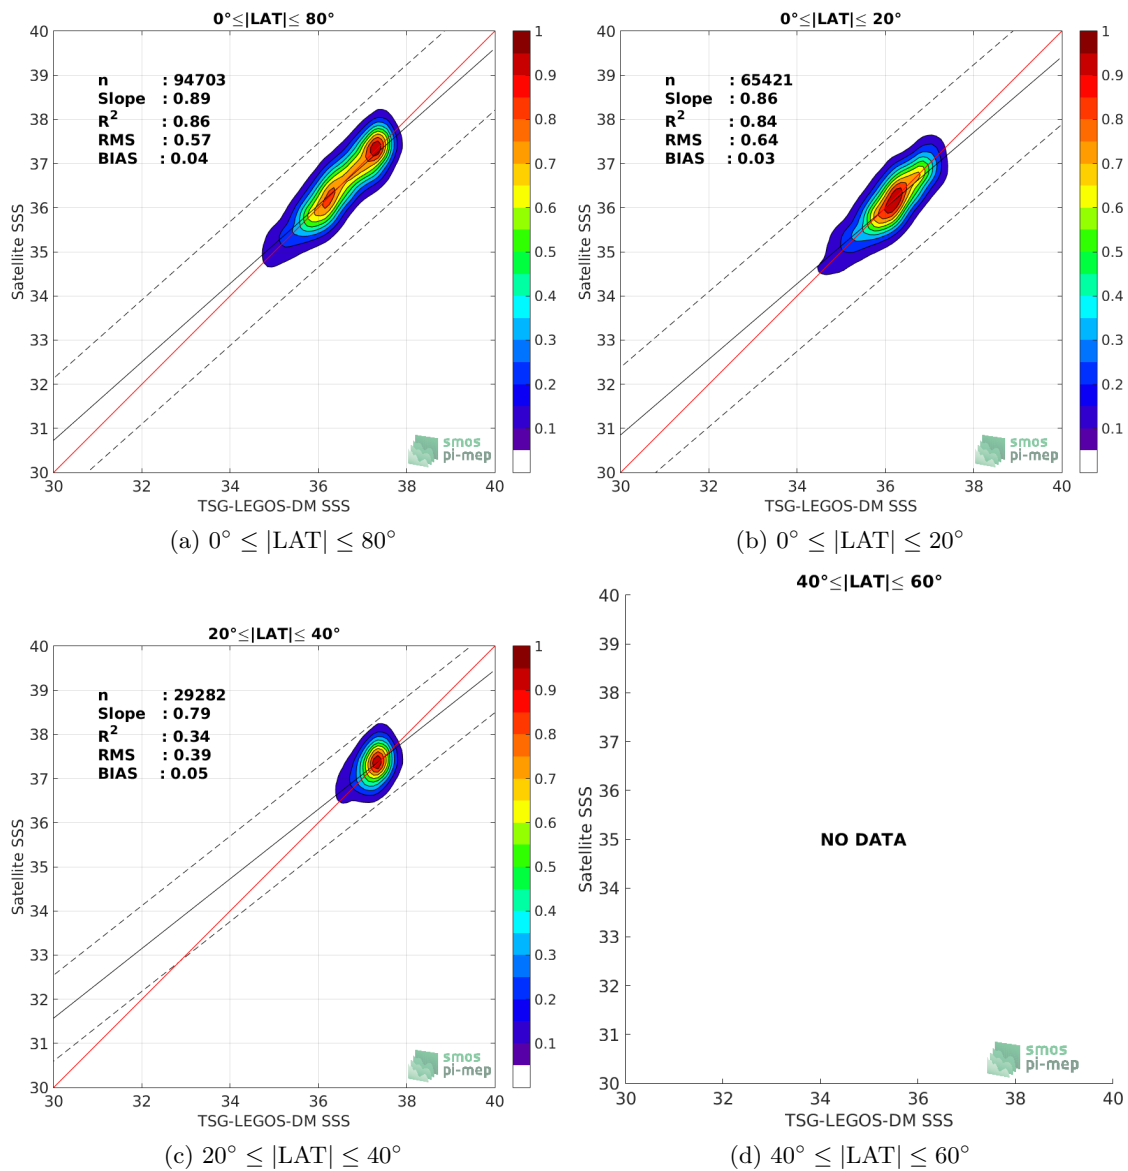 0°≤|LAT|≤ 80°
40
39
38
37
36
35
34
33
32
31
30
Satellite SSS
n : 94703
Slope : 0.89
R² : 0.86
RMS : 0.57
BIAS : 0.04
smos
pi-mep
30 32 34 36 38 40
TSG-LEGOS-DM SSS
1
0.9
0.8
0.7
0.6
0.5
0.4
0.3
0.2
0.1
(a) 0° ≤ |LAT| ≤ 80°
0°≤|LAT|≤ 20°
40
39
38
37
36
35
34
33
32
31
30
Satellite SSS
n : 65421
Slope : 0.86
R² : 0.84
RMS : 0.64
BIAS : 0.03
smos
pi-mep
30 32 34 36 38 40
TSG-LEGOS-DM SSS
1
0.9
0.8
0.7
0.6
0.5
0.4
0.3
0.2
0.1
(b) 0° ≤ |LAT| ≤ 20°
20°≤|LAT|≤ 40°
40
39
38
37
36
35
34
33
32
31
30
Satellite SSS
n : 29282
Slope : 0.79
R² : 0.34
RMS : 0.39
BIAS : 0.05
smos
pi-mep
30 32 34 36 38 40
TSG-LEGOS-DM SSS
1
0.9
0.8
0.7
0.6
0.5
0.4
0.3
0.2
0.1
(c) 20° ≤ |LAT| ≤ 40°
40°≤|LAT|≤ 60°
40
39
38
37
36
35
34
33
32
31
30
Satellite SSS
NO DATA
smos
pi-mep
30 32 34 36 38 40
TSG-LEGOS-DM SSS
(d) 40° ≤ |LAT| ≤ 60°